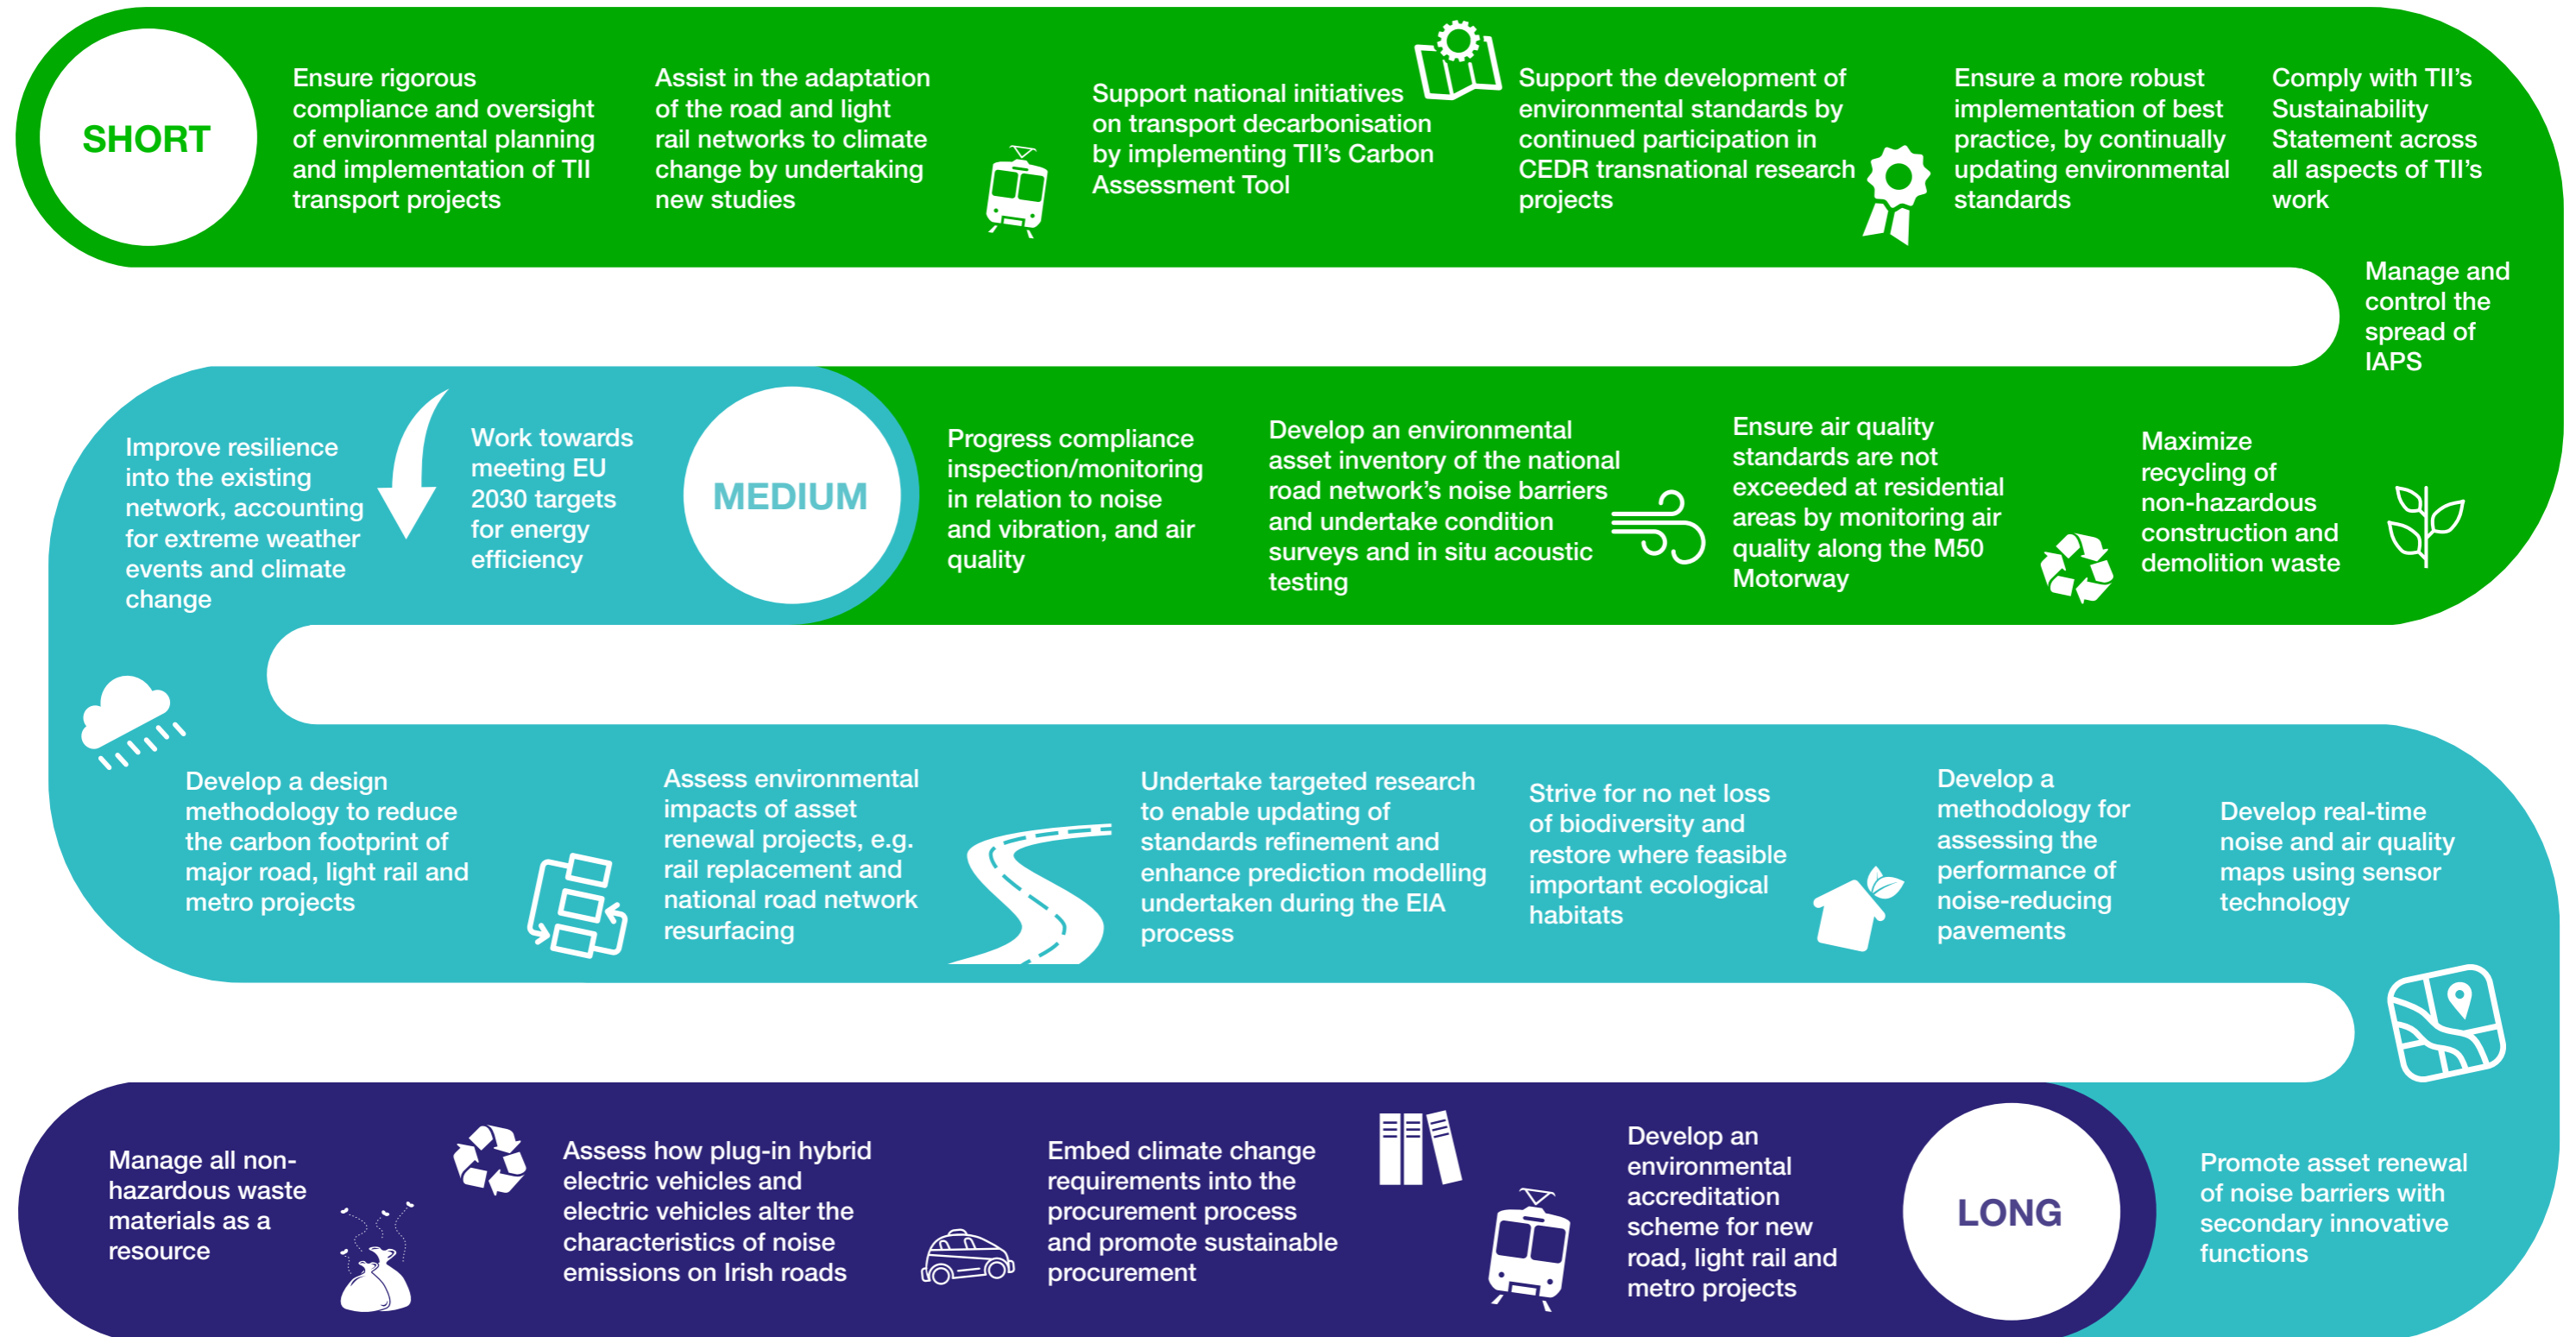 SHORT
Ensure rigorous
compliance and oversight
of environmental planning
and implementation of TII
transport projects
Assist in the adaptation
of the road and light
rail networks to climate
change by undertaking
new studies
Support national initiatives
on transport decarbonisation
by implementing TII's Carbon
Assessment Tool
Support the development of
environmental standards by
continued participation in
CEDR transnational research
projects
Ensure a more robust
implementation of best
practice, by continually
updating environmental
standards
Comply with TII's
Sustainability
Statement across
all aspects of TII's
work
Manage and
control the
spread of
IAPS
Maximize
recycling of
non-hazardous
construction and
demolition waste
Ensure air quality
standards are not
exceeded at residential
areas by monitoring air
quality along the M50
Motorway
Develop an environmental
asset inventory of the national
road network's noise barriers
and undertake condition
surveys and in situ acoustic
testing
Progress compliance
inspection/monitoring
in relation to noise
and vibration, and air
quality
MEDIUM
Work towards
meeting EU
2030 targets
for energy
efficiency
Improve resilience
into the existing
network, accounting
for extreme weather
events and climate
change
Develop a design
methodology to reduce
the carbon footprint of
major road, light rail and
metro projects
Assess environmental
impacts of asset
renewal projects, e.g.
rail replacement and
national road network
resurfacing
Undertake targeted research
to enable updating of
standards refinement and
enhance prediction modelling
undertaken during the EIA
process
Strive for no net loss
of biodiversity and
restore where feasible
important ecological
habitats
Develop a
methodology for
assessing the
performance of
noise-reducing
pavements
Develop real-time
noise and air quality
maps using sensor
technology
Promote asset renewal
of noise barriers with
secondary innovative
functions
LONG
Develop an
environmental
accreditation
scheme for new
road, light rail and
metro projects
Embed climate change
requirements into the
procurement process
and promote sustainable
procurement
Assess how plug-in hybrid
electric vehicles and
electric vehicles alter the
characteristics of noise
emissions on Irish roads
Manage all non-
hazardous waste
materials as a
resource